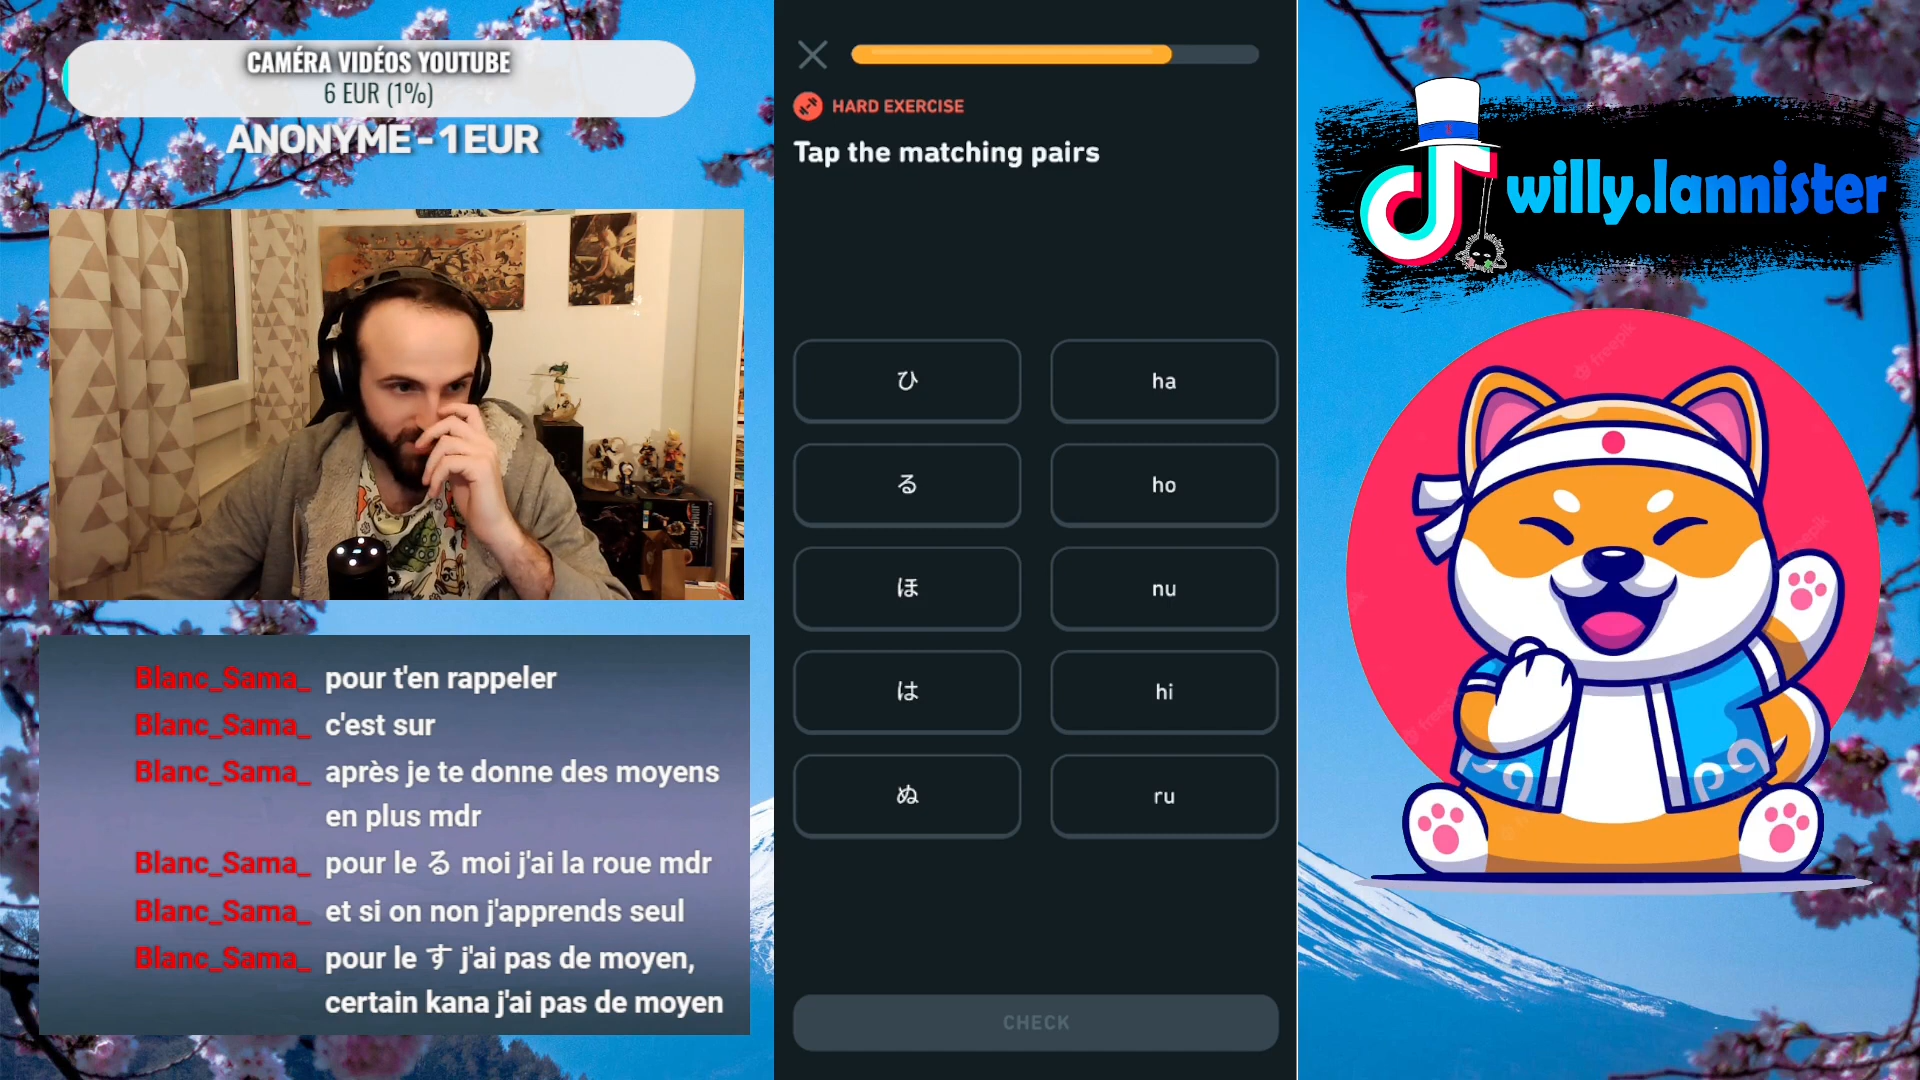 CAMÉRA VIDÉOS YOUTUBE
6 EUR (1%)
ANONYME - 1 EUR
Blanc_Sama_ pour t'en rappeler
Blanc_Sama_ c'est sur
Blanc_Sama_ après je te donne des moyens
en plus mdr
Blanc_Sama_ pour le る moi j'ai la roue mdr
Blanc_Sama_ et si on non j'apprends seul
Blanc_Sama_ pour le す j'ai pas de moyen,
certain kana j'ai pas de moyen
HARD EXERCISE
Tap the matching pairs
ひ ha
る ho
ほ nu
は hi
ぬ ru
CHECK
willy.lannister
freepik
freepik